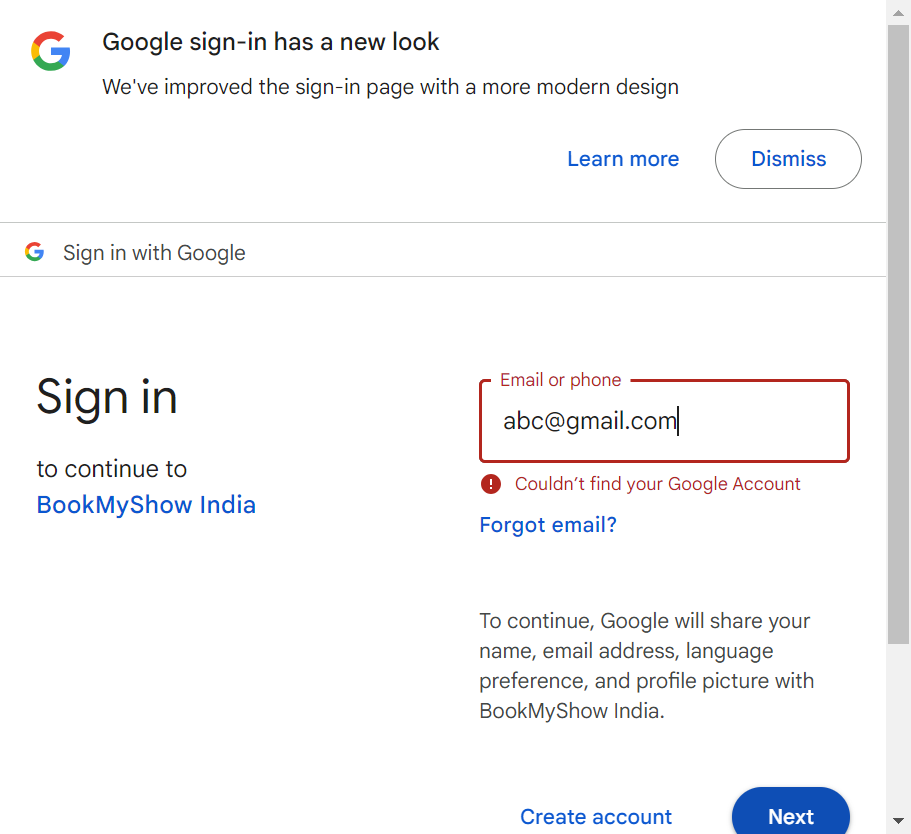 Google sign-in has a new look
We've improved the sign-in page with a more modern design
Learn more
Dismiss
Sign in with Google
Sign in
to continue to
BookMyShow India
Email or phone
abc@gmail.com
Couldn’t find your Google Account
Forgot email?
To continue, Google will share your
name, email address, language
preference, and profile picture with
BookMyShow India.
Create account
Next